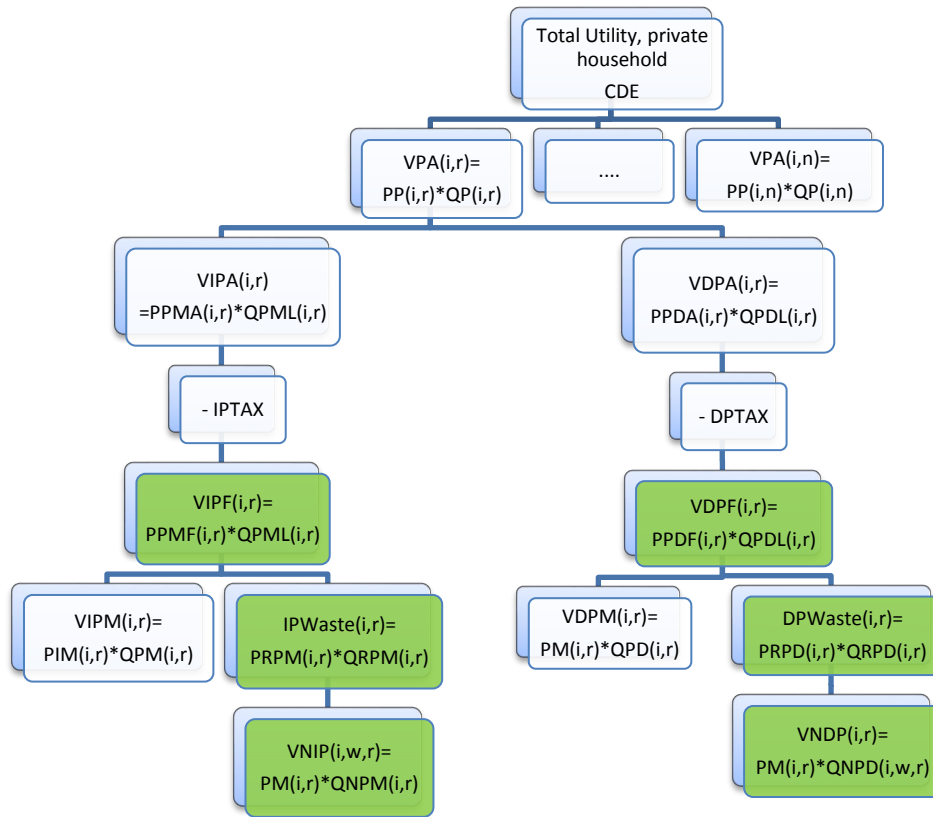 Total Utility, private
household
CDE
VPA(i,r)=
PP(i,r)*QP(i,r)
....
VPA(i,n)=
PP(i,n)*QP(i,n)
VIPA(i,r)
=PPMA(i,r)*QPML(i,r)
VDPA(i,r)=
PPDA(i,r)*QPDL(i,r)
- IPTAX
- DPTAX
VIPF(i,r)=
PPMF(i,r)*QPML(i,r)
VDPF(i,r)=
PPDF(i,r)*QPDL(i,r)
VIPM(i,r)=
PIM(i,r)*QPM(i,r)
IPWaste(i,r)=
PRPM(i,r)*QRPM(i,r)
VDPM(i,r)=
PM(i,r)*QPD(i,r)
DPWaste(i,r)=
PRPD(i,r)*QRPD(i,r)
VNIP(i,w,r)=
PM(i,r)*QNPM(i,r)
VNDP(i,r)=
PM(i,r)*QNPD(i,w,r)